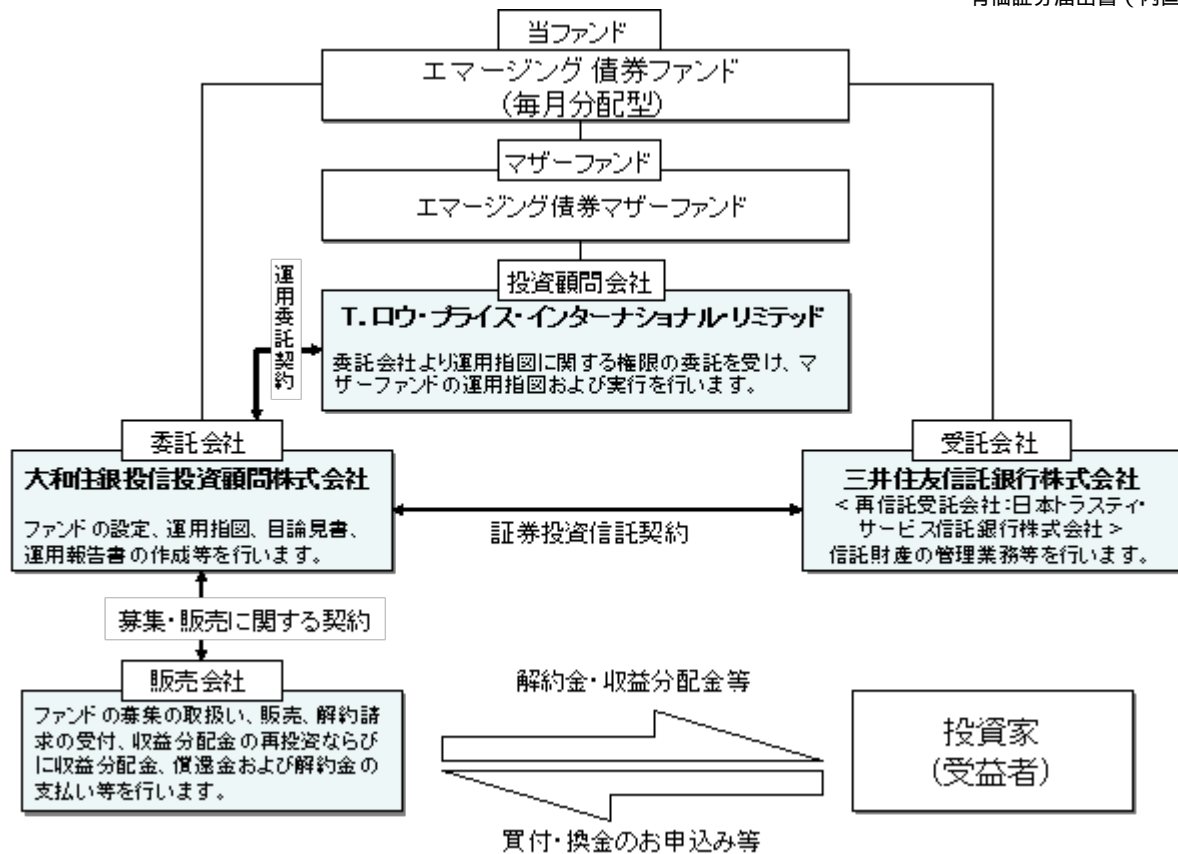 当ファンド
エマージング 債券ファンド
(毎月分配型)
マザーファンド
エマージング債券マザーファンド
運用委託契約
投資顧問会社
T.ロウ・プライス・インターナショナル・リミテッド
委託会社より運用指図に関する権限の委託を受け、マ
ザーファンドの運用指図および実行を行います。
委託会社
大和住銀投信投資顧問株式会社
ファンドの設定、運用指図、目論見書、
運用報告書の作成等を行います。
証券投資信託契約
受託会社
三井住友信託銀行株式会社
<再信託受託会社:日本トラスティ・
サービス信託銀行株式会社>
信託財産の管理業務等を行います。
募集・販売に関する契約
販売会社
ファンドの募集の取扱い、販売、解約請
求の受付、収益分配金の再投資ならび
に収益分配金、償還金および解約金の
支払い等を行います。
解約金・収益分配金等
買付・換金のお申込み等
投資家
(受益者)